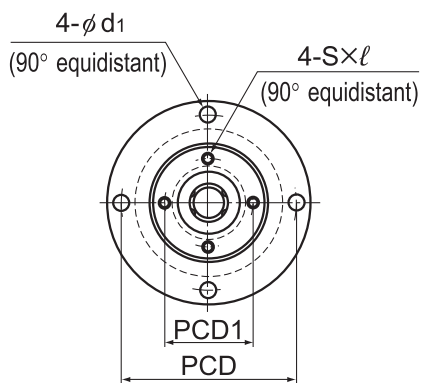 4-φd1
(90° equidistant)
4-S×ℓ
(90° equidistant)
PCD1
PCD